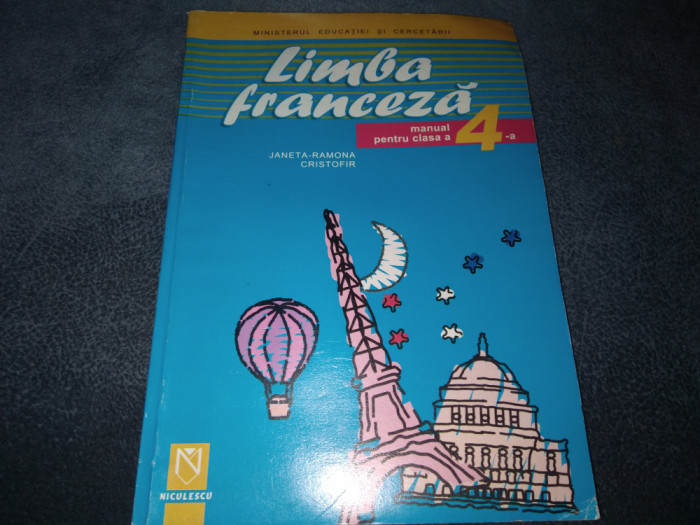 MINISTERUL EDUCAȚIEI ȘI CERCETĂRII
Limba
franceză
manual
pentru clasa a 4-a
JANETA-RAMONA
CRISTOFIR
NICULESCU